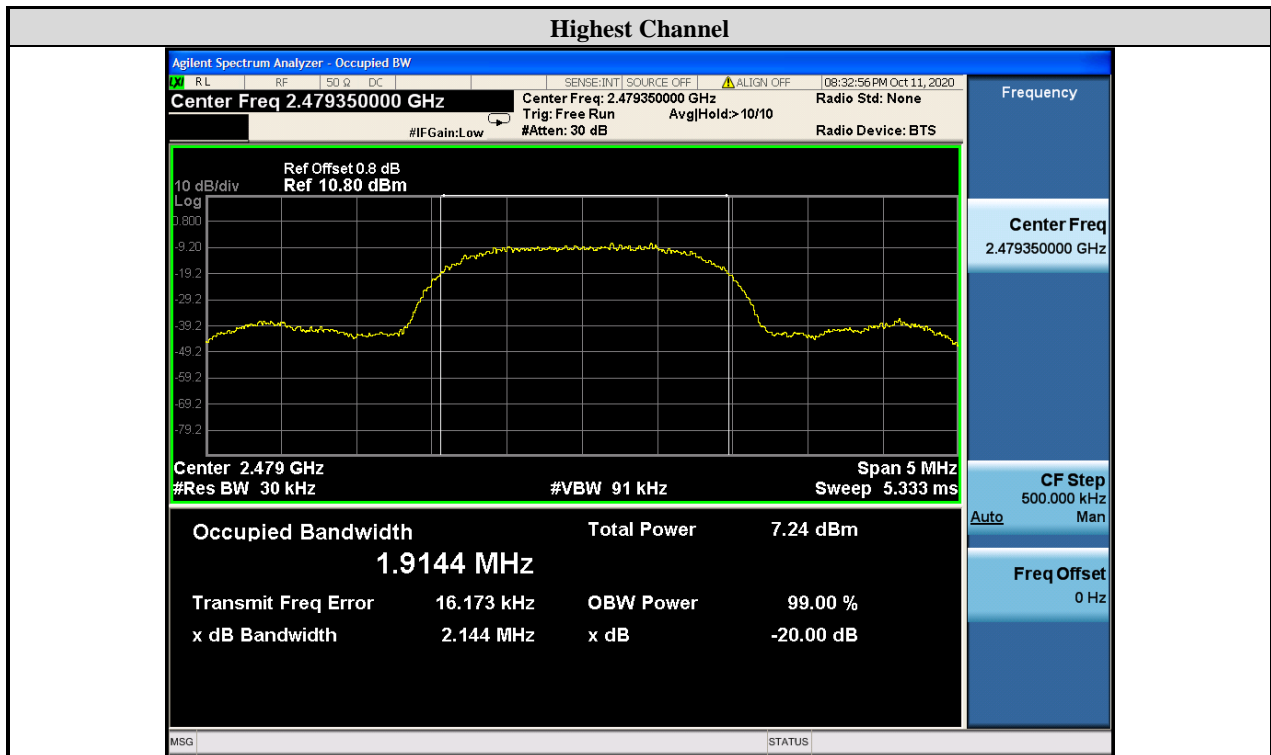 Highest Channel
Agilent Spectrum Analyzer - Occupied BW
LXI RL RF 50 Ω DC SENSE:INT SOURCE OFF ALIGN OFF 08:32:56 PM Oct 11, 2020
Center Freq 2.479350000 GHz
Center Freq: 2.479350000 GHz
Radio Std: None
Trig: Free Run Avg|Hold:> 10/10
#IFGain:Low
#Atten: 30 dB
Radio Device: BTS
Ref Offset 0.8 dB
10 dB/div Ref 10.80 dBm
Log
0.800
-9.20
-19.2
-29.2
-39.2
-49.2
-59.2
-69.2
-79.2
Center 2.479 GHz Span 5 MHz
#Res BW 30 kHz #VBW 91 kHz Sweep 5.333 ms
Occupied Bandwidth Total Power 7.24 dBm
1.9144 MHz
Transmit Freq Error 16.173 kHz OBW Power 99.00 %
x dB Bandwidth 2.144 MHz x dB -20.00 dB
MSG STATUS
Frequency
Center Freq
2.479350000 GHz
CF Step
500.000 kHz
Auto Man
Freq Offset
0 Hz